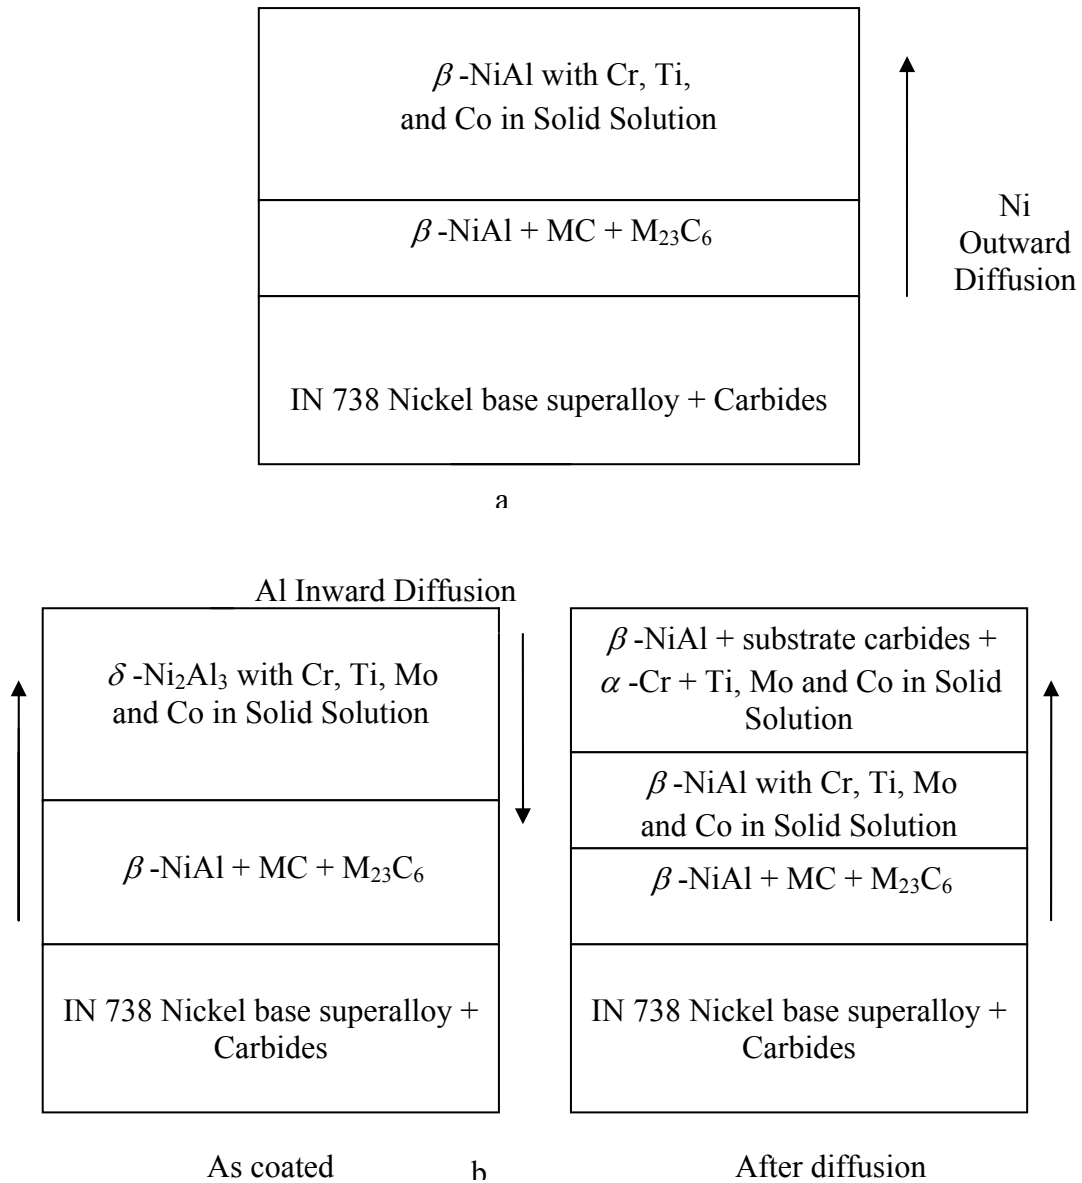 β -NiAl with Cr, Ti,
and Co in Solid Solution
β -NiAl + MC + M₂₃C₆
IN 738 Nickel base superalloy + Carbides
Ni
Outward
Diffusion
a
Al Inward Diffusion
δ -Ni₂Al₃ with Cr, Ti, Mo
and Co in Solid Solution
β -NiAl + MC + M₂₃C₆
IN 738 Nickel base superalloy +
Carbides
As coated
β -NiAl + substrate carbides +
α -Cr + Ti, Mo and Co in Solid
Solution
β -NiAl with Cr, Ti, Mo
and Co in Solid Solution
β -NiAl + MC + M₂₃C₆
IN 738 Nickel base superalloy +
Carbides
After diffusion
b